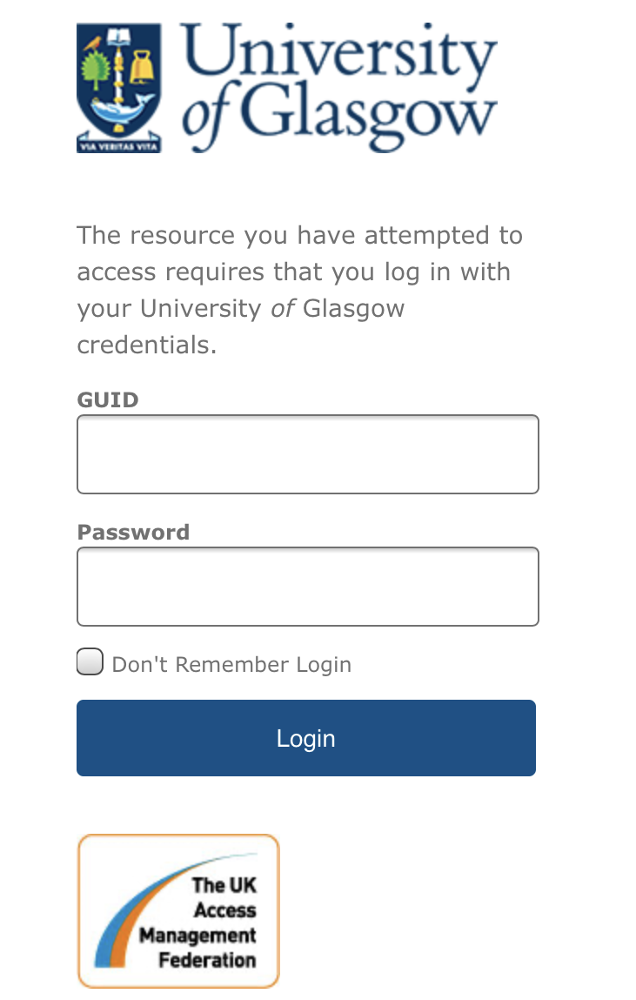 University
of Glasgow
VIA VERITAS VITA
The resource you have attempted to
access requires that you log in with
your University of Glasgow
credentials.
GUID
Password
Don't Remember Login
Login
The UK
Access
Management
Federation